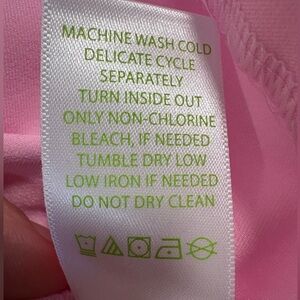 MACHINE WASH COLD
DELICATE CYCLE
SEPARATELY
TURN INSIDE OUT
ONLY NON-CHLORINE
BLEACH, IF NEEDED
TUMBLE DRY LOW
LOW IRON IF NEEDED
DO NOT DRY CLEAN